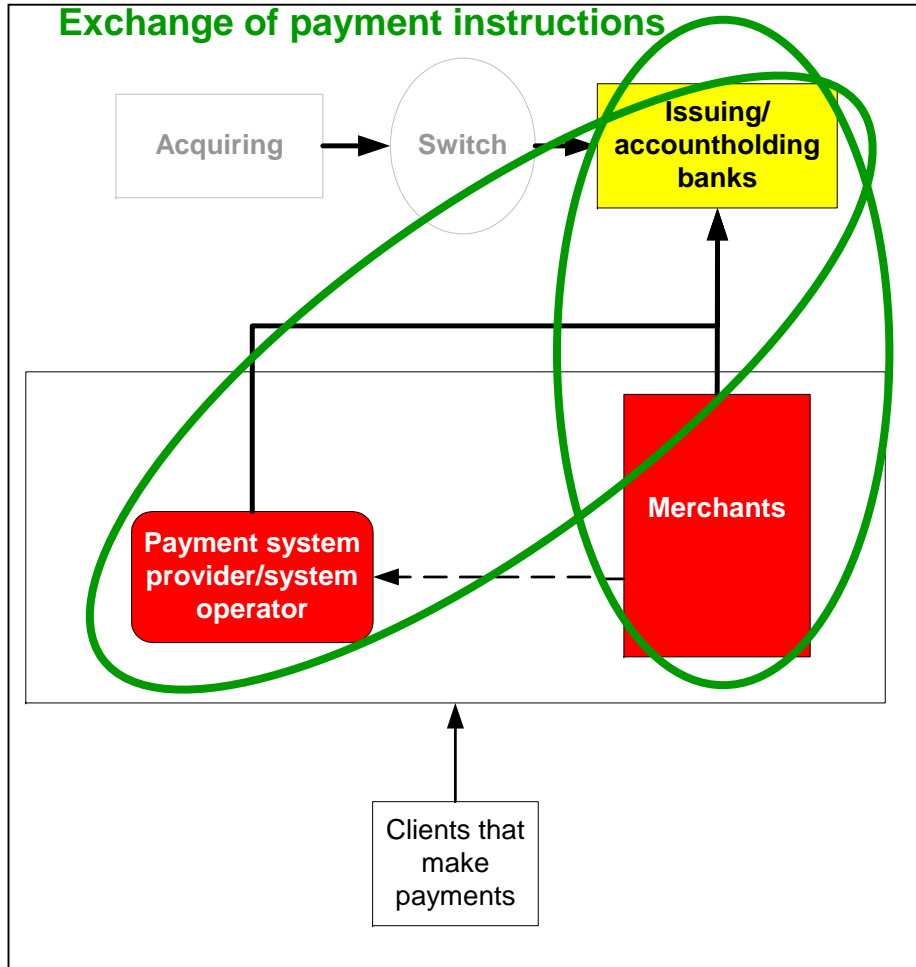 Exchange of payment instructions
Acquiring
Switch
Issuing/
accountholding
banks
Merchants
Payment system
provider/system
operator
Clients that
make
payments